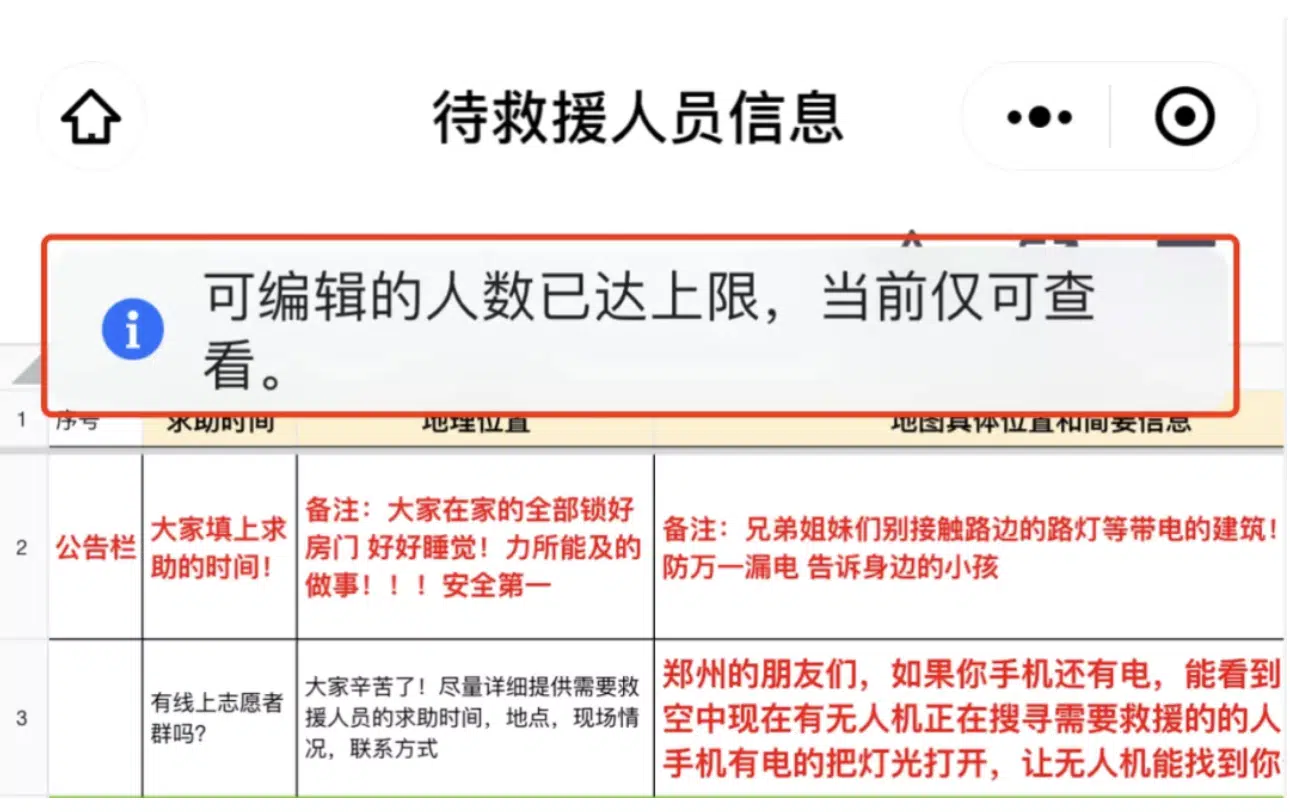 待救援人员信息
可编辑的人数已达上限，当前仅可查
看。
1 序号 求助时间 地理位置 地图具体位置和简要信息
2
公告栏
大家填上求
助的时间！
备注：大家在家的全部锁好
房门 好好睡觉！力所能及的
做事！！！安全第一
备注：兄弟姐妹们别接触路边的路灯等带电的建筑！
防万一漏电 告诉身边的小孩
3
有线上志愿者
群吗？
大家辛苦了！尽量详细提供需要救
援人员的求助时间，地点，现场情
况，联系方式
郑州的朋友们，如果你手机还有电，能看到
空中现在有无人机正在搜寻需要救援的的人
手机有电的把灯光打开，让无人机能找到你